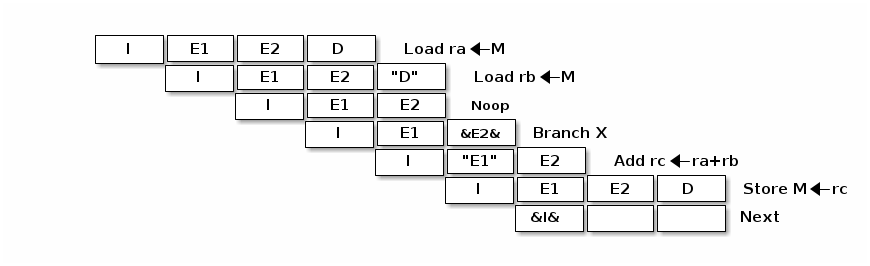 I E1 E2 D Load ra ←M
I E1 E2 "D" Load rb ←M
I E1 E2 Noop
I E1 &E2& Branch X
I "E1" E2 Add rc ←ra+rb
I E1 E2 D Store M ←rc
&I& Next